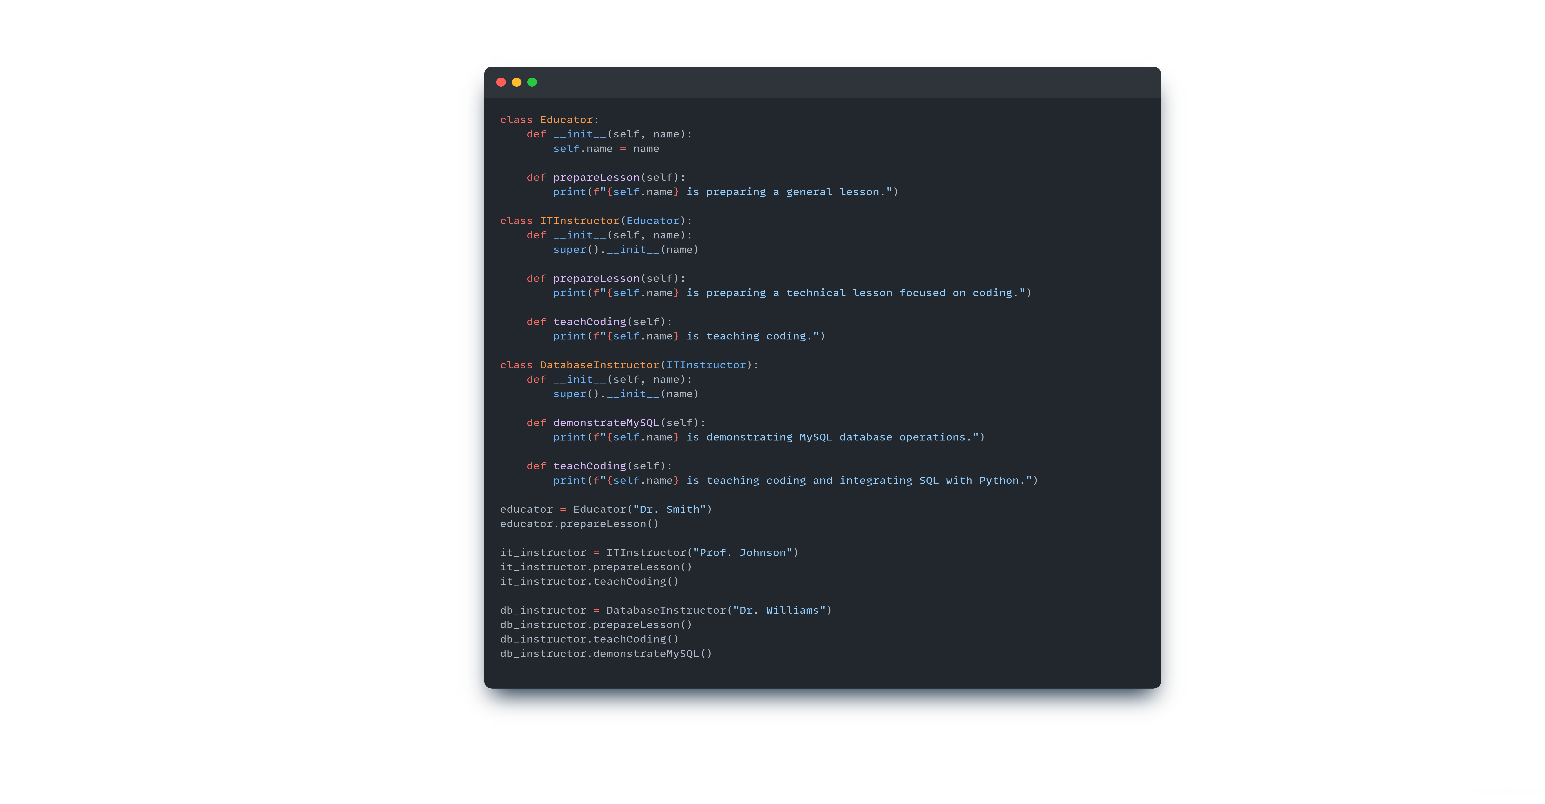 class Educator:
    def __init__(self, name):
        self.name = name

    def prepareLesson(self):
        print(f"{self.name} is preparing a general lesson.")

class ITInstructor(Educator):
    def __init__(self, name):
        super().__init__(name)

    def prepareLesson(self):
        print(f"{self.name} is preparing a technical lesson focused on coding.")

    def teachCoding(self):
        print(f"{self.name} is teaching coding.")

class DatabaseInstructor(ITInstructor):
    def __init__(self, name):
        super().__init__(name)

    def demonstrateMySQL(self):
        print(f"{self.name} is demonstrating MySQL database operations.")

    def teachCoding(self):
        print(f"{self.name} is teaching coding and integrating SQL with Python.")

educator = Educator("Dr. Smith")
educator.prepareLesson()

it_instructor = ITInstructor("Prof. Johnson")
it_instructor.prepareLesson()
it_instructor.teachCoding()

db_instructor = DatabaseInstructor("Dr. Williams")
db_instructor.prepareLesson()
db_instructor.teachCoding()
db_instructor.demonstrateMySQL()